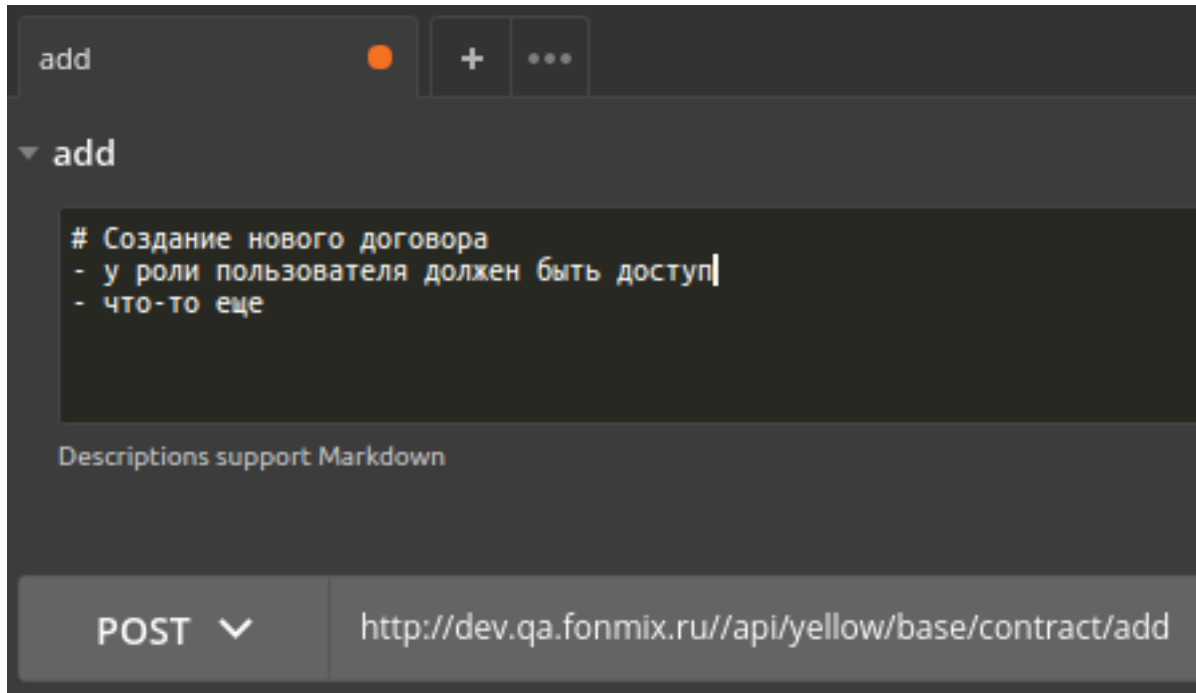 add
+ •••
add
# Создание нового договора
- у роли пользователя должен быть доступ
- что-то еще
Descriptions support Markdown
POST http://dev.qa.fonmix.ru//api/yellow/base/contract/add